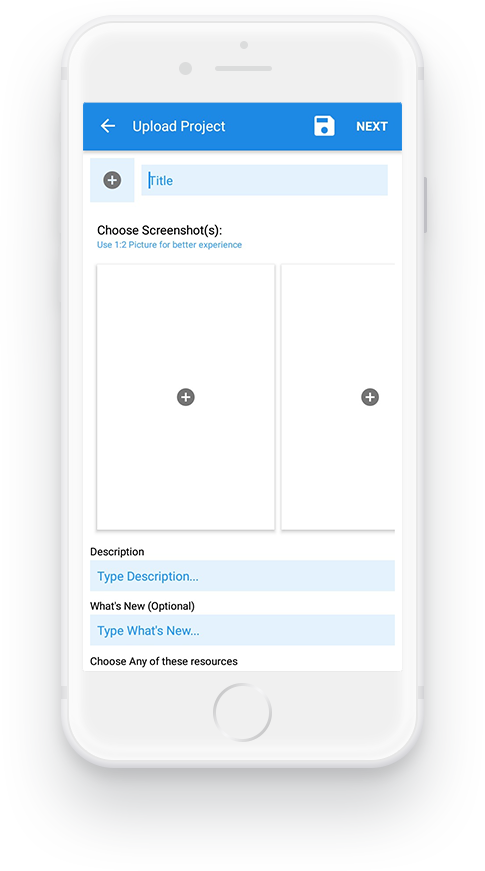 Upload Project
NEXT
Title
Choose Screenshot(s):
Use 1:2 Picture for better experience
Description
Type Description...
What's New (Optional)
Type What's New...
Choose Any of these resources